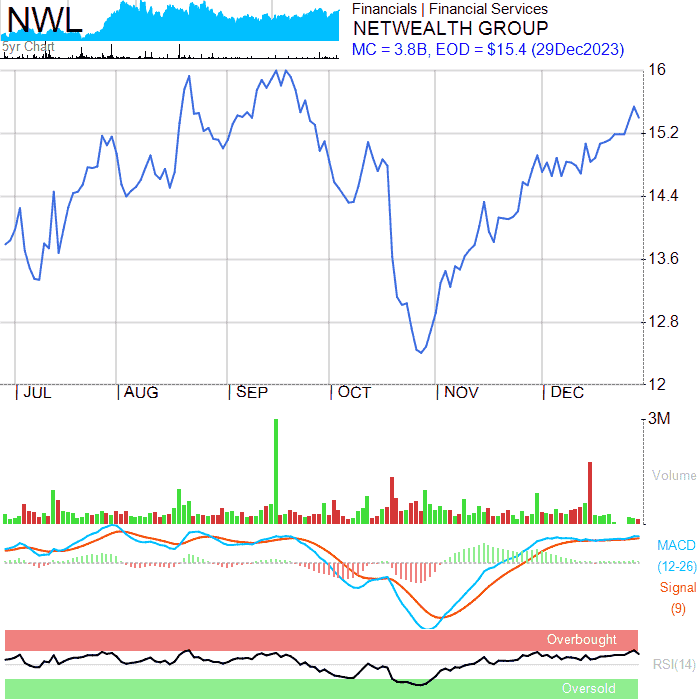 NWL
5yr Chart
Financials | Financial Services
NETWEALTH GROUP
MC = 3.8B, EOD = $15.4 (29Dec2023)
16
15.2
14.4
13.6
12.8
12
JUL
AUG
SEP
OCT
NOV
DEC
3M
Volume
MACD
(12-26)
Signal
(9)
Overbought
RSI(14)
Oversold